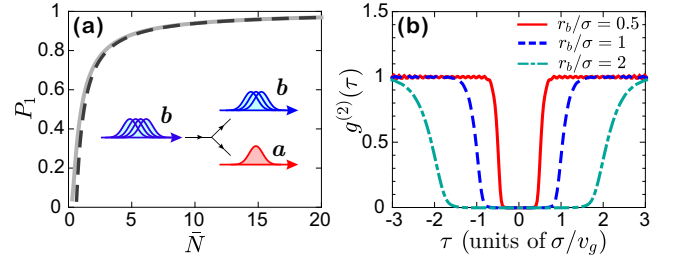 (a)
1
0.8
0.6
0.4
0.2
0
P₁
0 5 10 15 20
N̄
b
b
a
(b)
r_b/σ = 0.5
r_b/σ = 1
r_b/σ = 2
1.5
1
0.5
0
g⁽²⁾(τ)
-3 -2 -1 0 1 2 3
τ (units of σ/v_g)